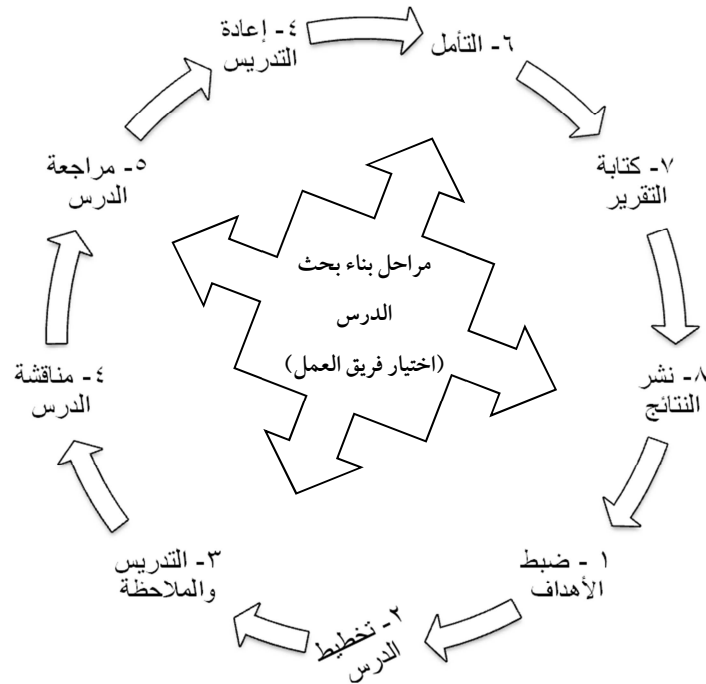 مراحل بناء بحث
الدرس
(اختيار فريق العمل)
١ - ضبط
الأهداف
٢- تخطيط
الدرس
٣- التدريس
والملاحظة
٤- مناقشة
الدرس
٥- مراجعة
الدرس
٤- إعادة
التدريس
٦- التأمل
٧- كتابة
التقرير
٨- نشر
النتائج